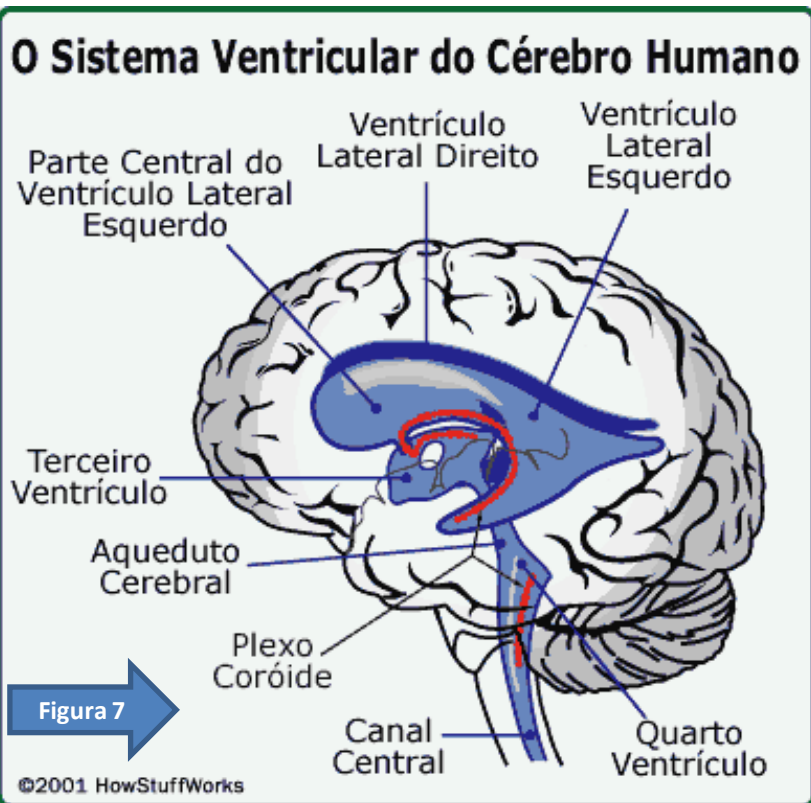 O Sistema Ventricular do Cérebro Humano
Ventrículo
Lateral Direito
Ventrículo
Lateral
Esquerdo
Parte Central do
Ventrículo Lateral
Esquerdo
Terceiro
Ventrículo
Aqueduto
Cerebral
Plexo
Coróide
Figura 7
Canal
Central
Quarto
Ventrículo
©2001 HowStuffWorks